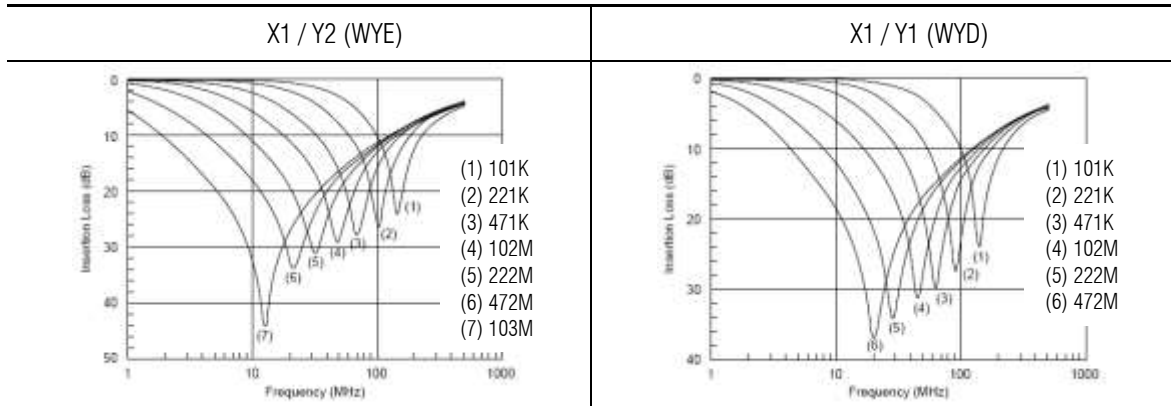 X1 / Y2 (WYE)
X1 / Y1 (WYD)
0
10
20
30
40
50
Insertion Loss (dB)
1
10
100
1000
Frequency (MHz)
(1)
(2)
(3)
(4)
(5)
(6)
(7)
(1) 101K
(2) 221K
(3) 471K
(4) 102M
(5) 222M
(6) 472M
(7) 103M
0
10
20
30
40
Insertion Loss (dB)
1
10
100
1000
Frequency (MHz)
(1)
(2)
(3)
(4)
(5)
(6)
(1) 101K
(2) 221K
(3) 471K
(4) 102M
(5) 222M
(6) 472M